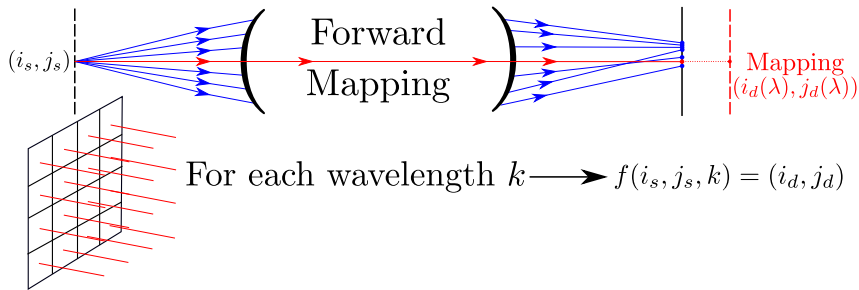 Forward
Mapping
(i_s, j_s)
Mapping
(i_d(λ), j_d(λ))
For each wavelength k
f(i_s, j_s, k) = (i_d, j_d)